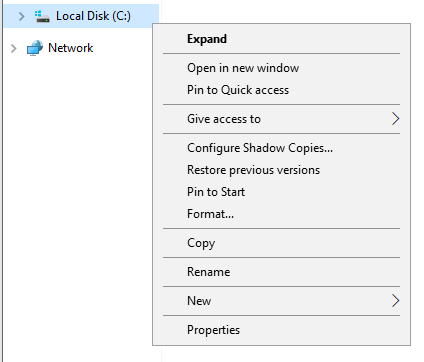 Local Disk (C:)
Network
Expand
Open in new window
Pin to Quick access
Give access to
Configure Shadow Copies...
Restore previous versions
Pin to Start
Format...
Copy
Rename
New
Properties